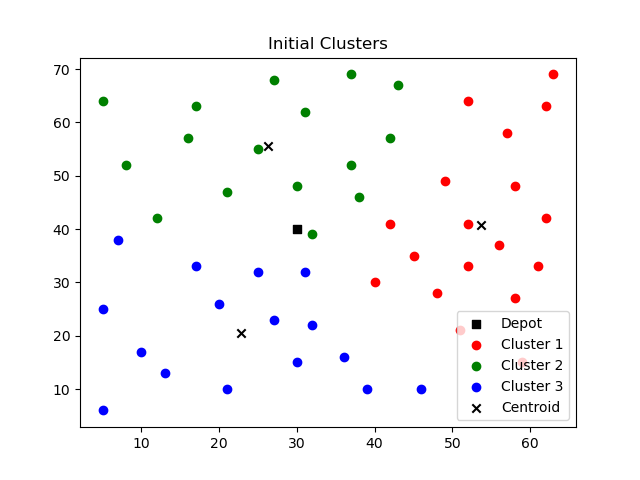 Initial Clusters
70
60
50
40
30
20
10
Depot
Cluster 1
Cluster 2
Cluster 3
Centroid
10 20 30 40 50 60